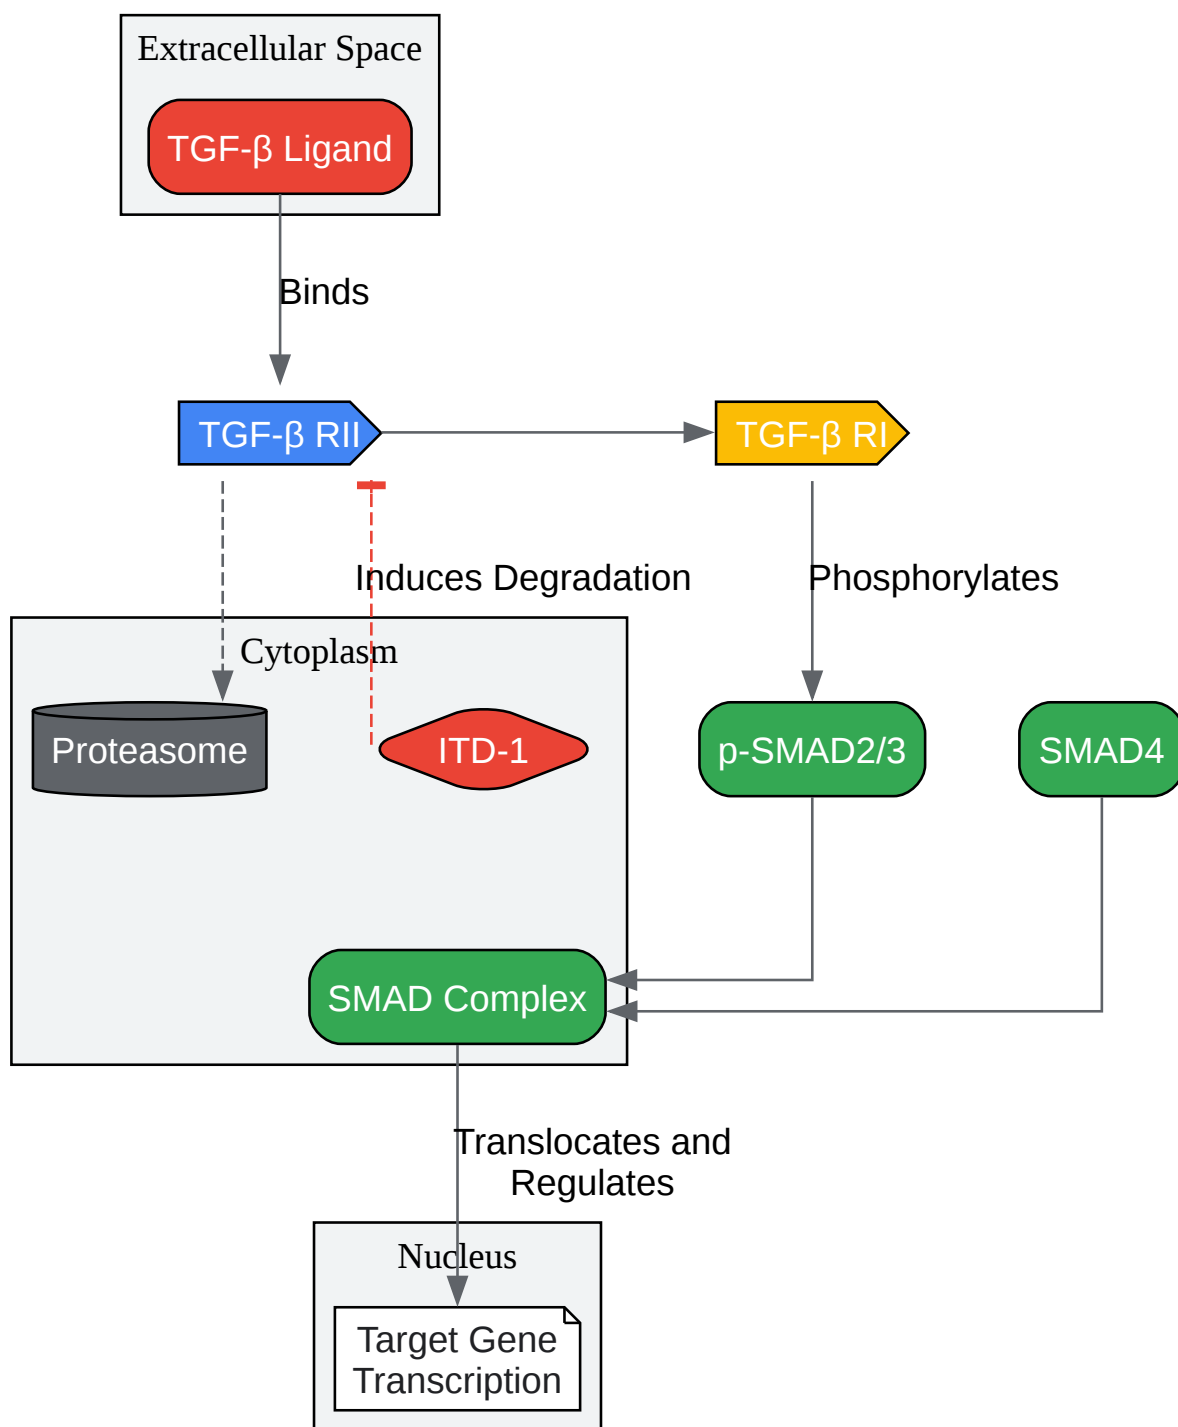 Extracellular Space
TGF-β Ligand
Binds
TGF-β RII
TGF-β RI
Induces Degradation
Phosphorylates
Cytoplasm
Proteasome
ITD-1
p-SMAD2/3
SMAD4
SMAD Complex
Translocates and
Regulates
Nucleus
Target Gene
Transcription